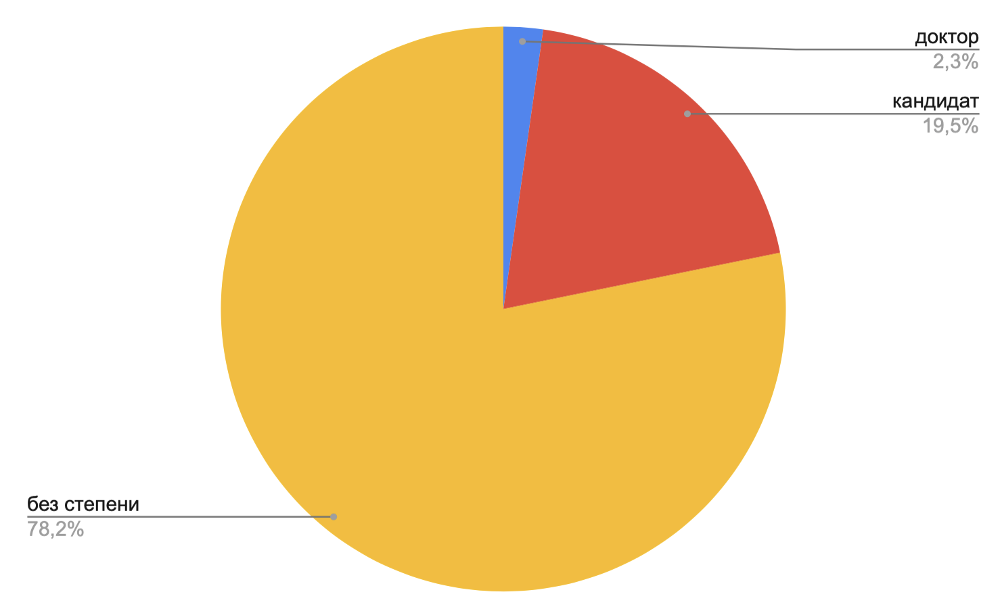 доктор
2,3%
кандидат
19,5%
без степени
78,2%